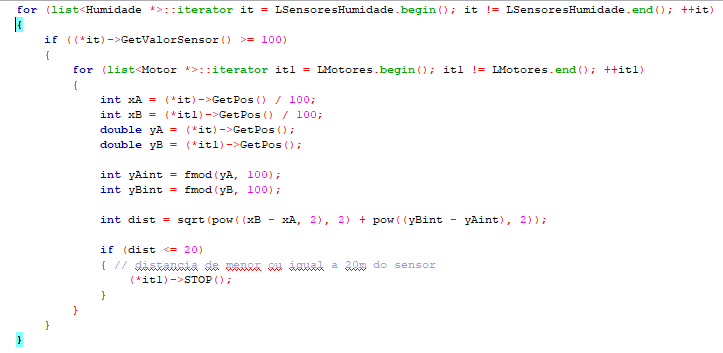 for (list<Humidade *>::iterator it = LSensoresHumidade.begin(); it != LSensoresHumidade.end(); ++it)
{
if ((*it)->GetValorSensor() >= 100)
{
for (list<Motor *>::iterator it1 = LMotores.begin(); it1 != LMotores.end(); ++it1)
{
int xA = (*it)->GetPos() / 100;
int xB = (*it1)->GetPos() / 100;
double yA = (*it)->GetPos();
double yB = (*it1)->GetPos();
int yAint = fmod(yA, 100);
int yBint = fmod(yB, 100);
int dist = sqrt(pow((xB - xA, 2), 2) + pow((yBint - yAint), 2));
if (dist <= 20)
{ // distancia de menor ou igual a 20m do sensor
(*it1)->STOP();
}
}
}
}